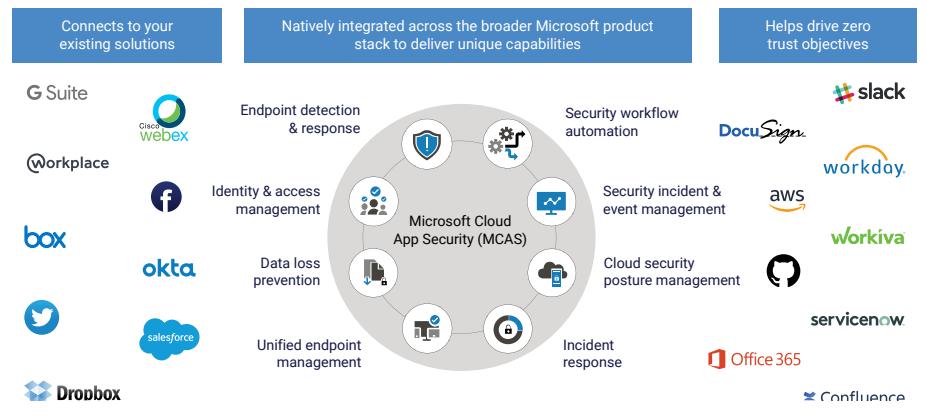 Connects to your
existing solutions
Natively integrated across the broader Microsoft product
stack to deliver unique capabilities
Helps drive zero
trust objectives
G Suite
Cisco
webex
Workplace
f
box
okta
salesforce
Dropbox
Endpoint detection
& response
Identity & access
management
Data loss
prevention
Unified endpoint
management
Microsoft Cloud
App Security (MCAS)
Security workflow
automation
Security incident &
event management
Cloud security
posture management
Incident
response
slack
DocuSign
workday
aws
workiva
servicenow
Office 365
Confluence